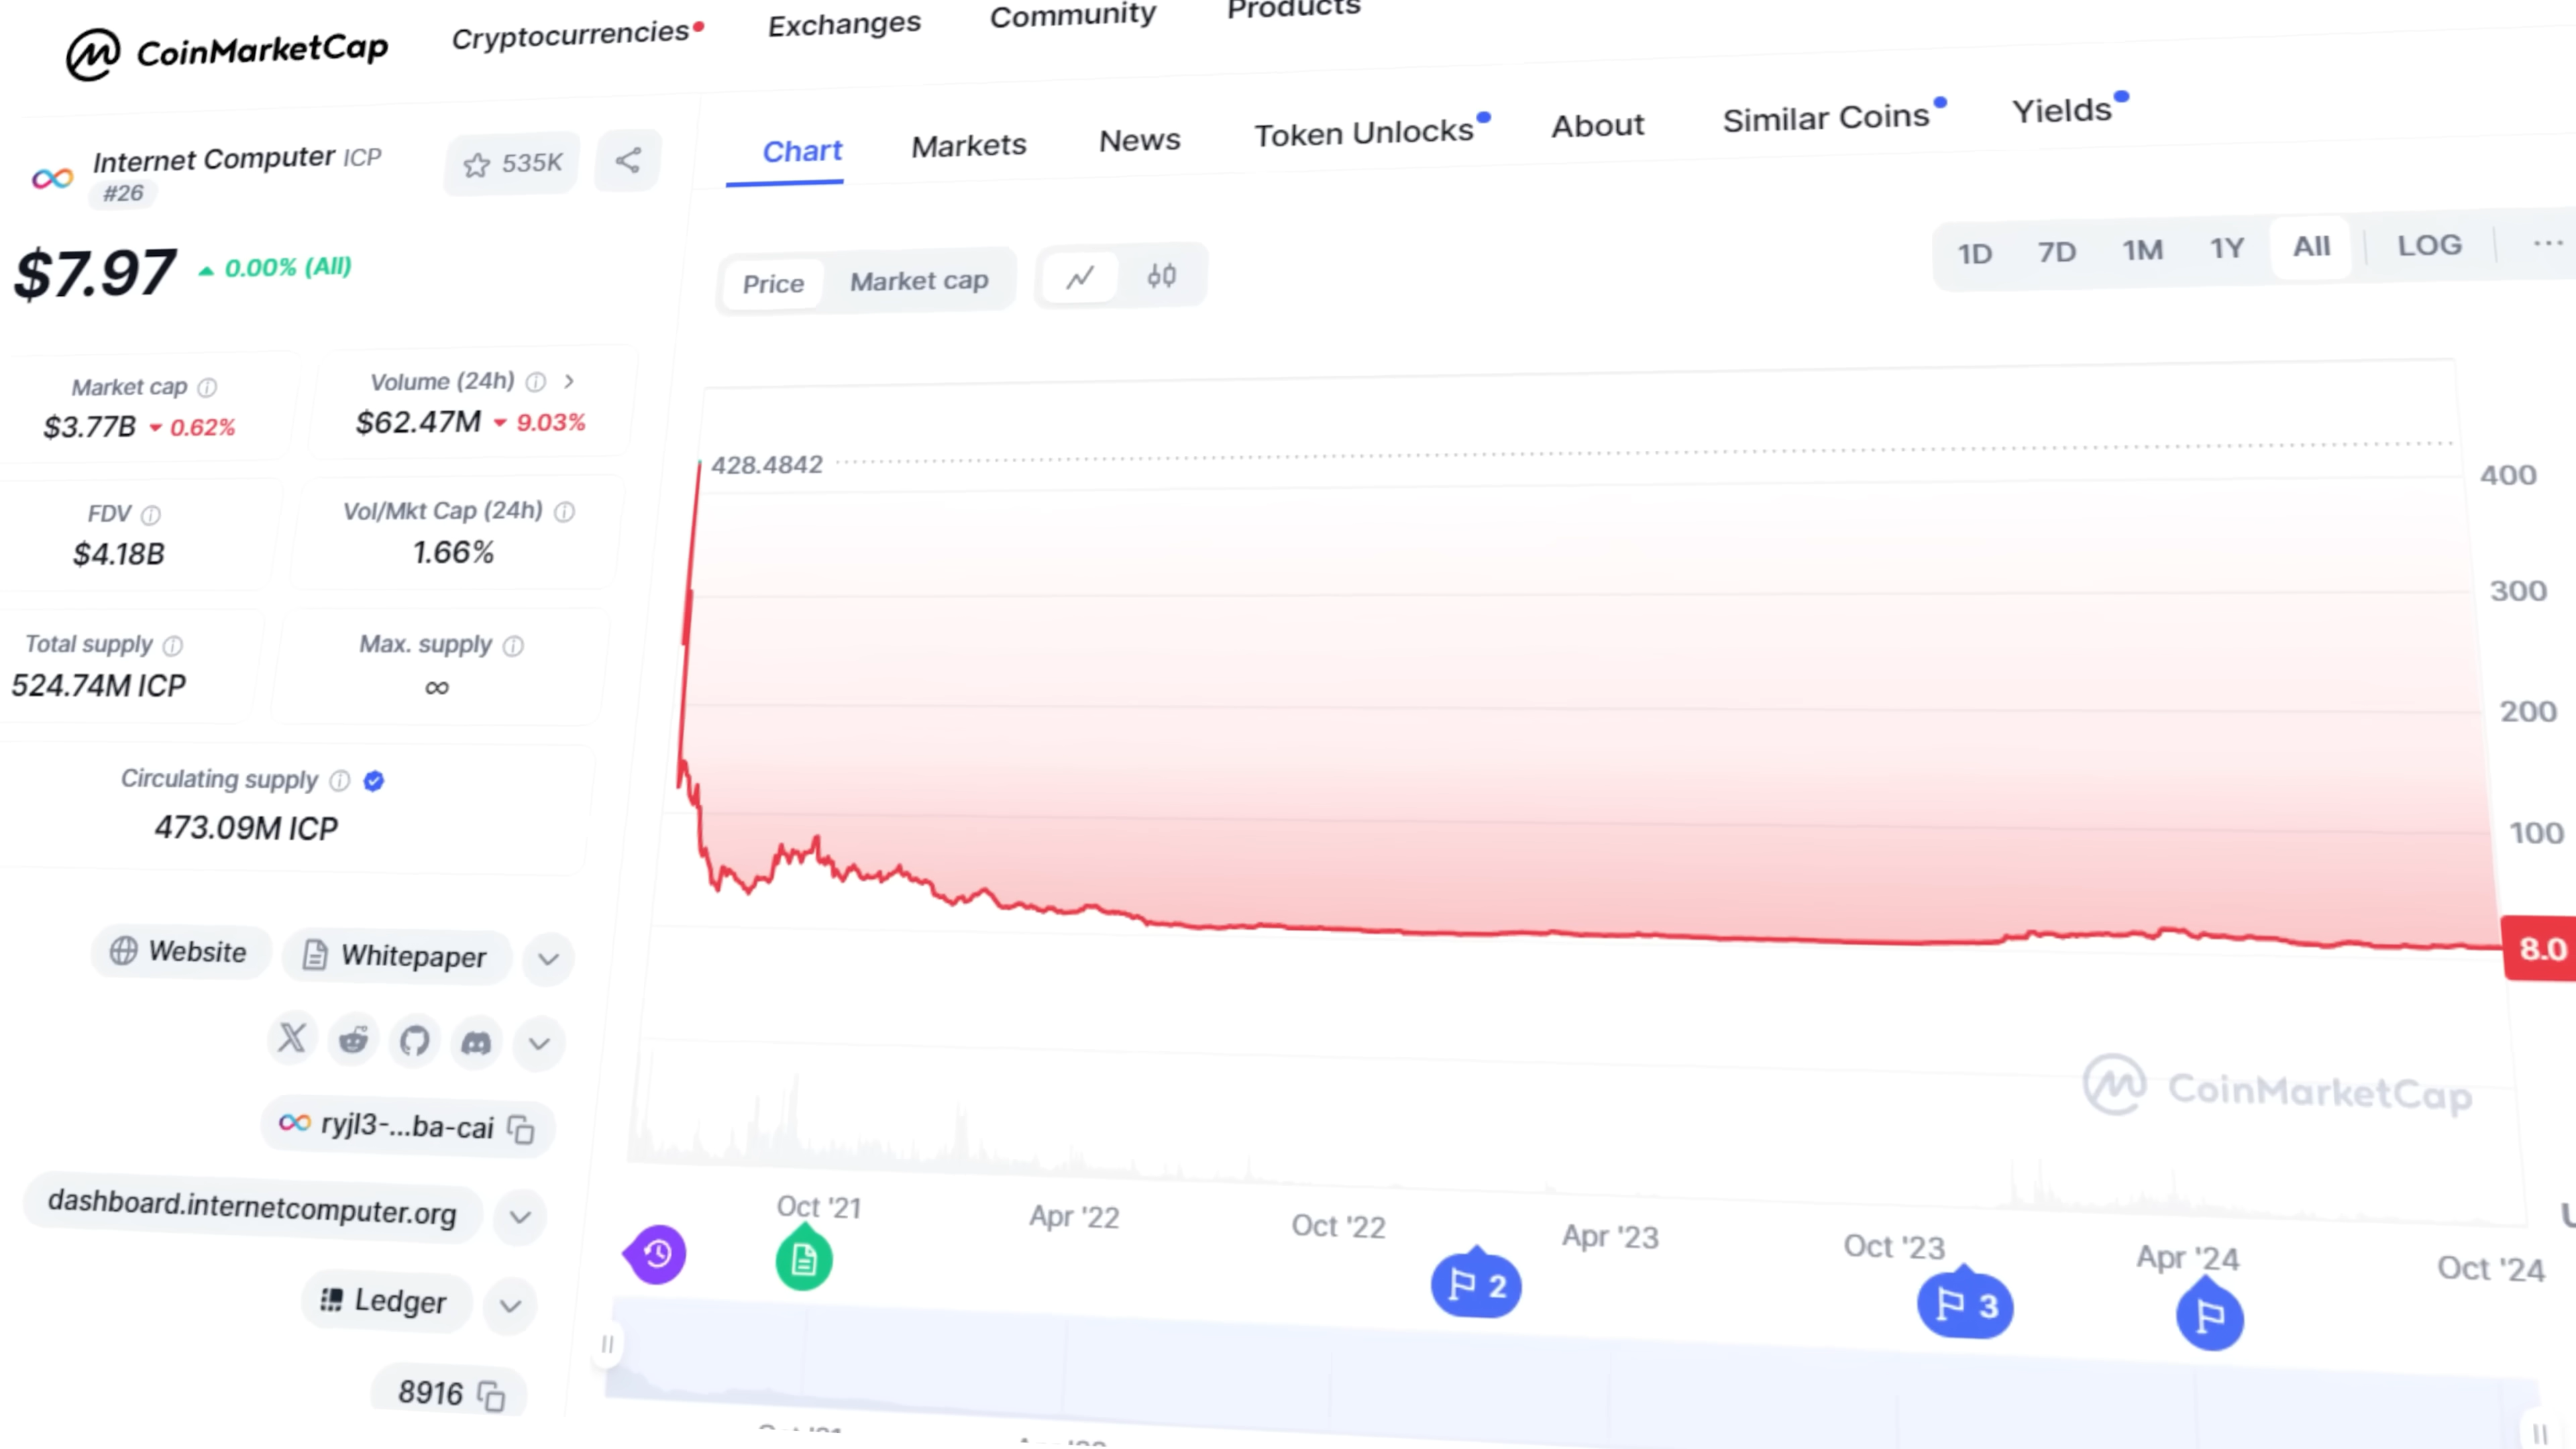 CoinMarketCap Cryptocurrencies Exchanges Community Products
Internet Computer ICP
#26
535K
$7.97 0.00% (All)
Market cap
$3.77B 0.62%
Volume (24h)
$62.47M 9.03%
FDV
$4.18B
Vol/Mkt Cap (24h)
1.66%
Total supply
524.74M ICP
Max. supply
∞
Circulating supply
473.09M ICP
Website Whitepaper
ryjl3-...ba-cai
dashboard.internetcomputer.org
Ledger
8916
Chart Markets News Token Unlocks About Similar Coins Yields
Price Market cap
1D 7D 1M 1Y All LOG ...
428.4842
400
300
200
100
8.0
CoinMarketCap
Oct '21 Apr '22 Oct '22 Apr '23 Oct '23 Apr '24 Oct '24
2
3